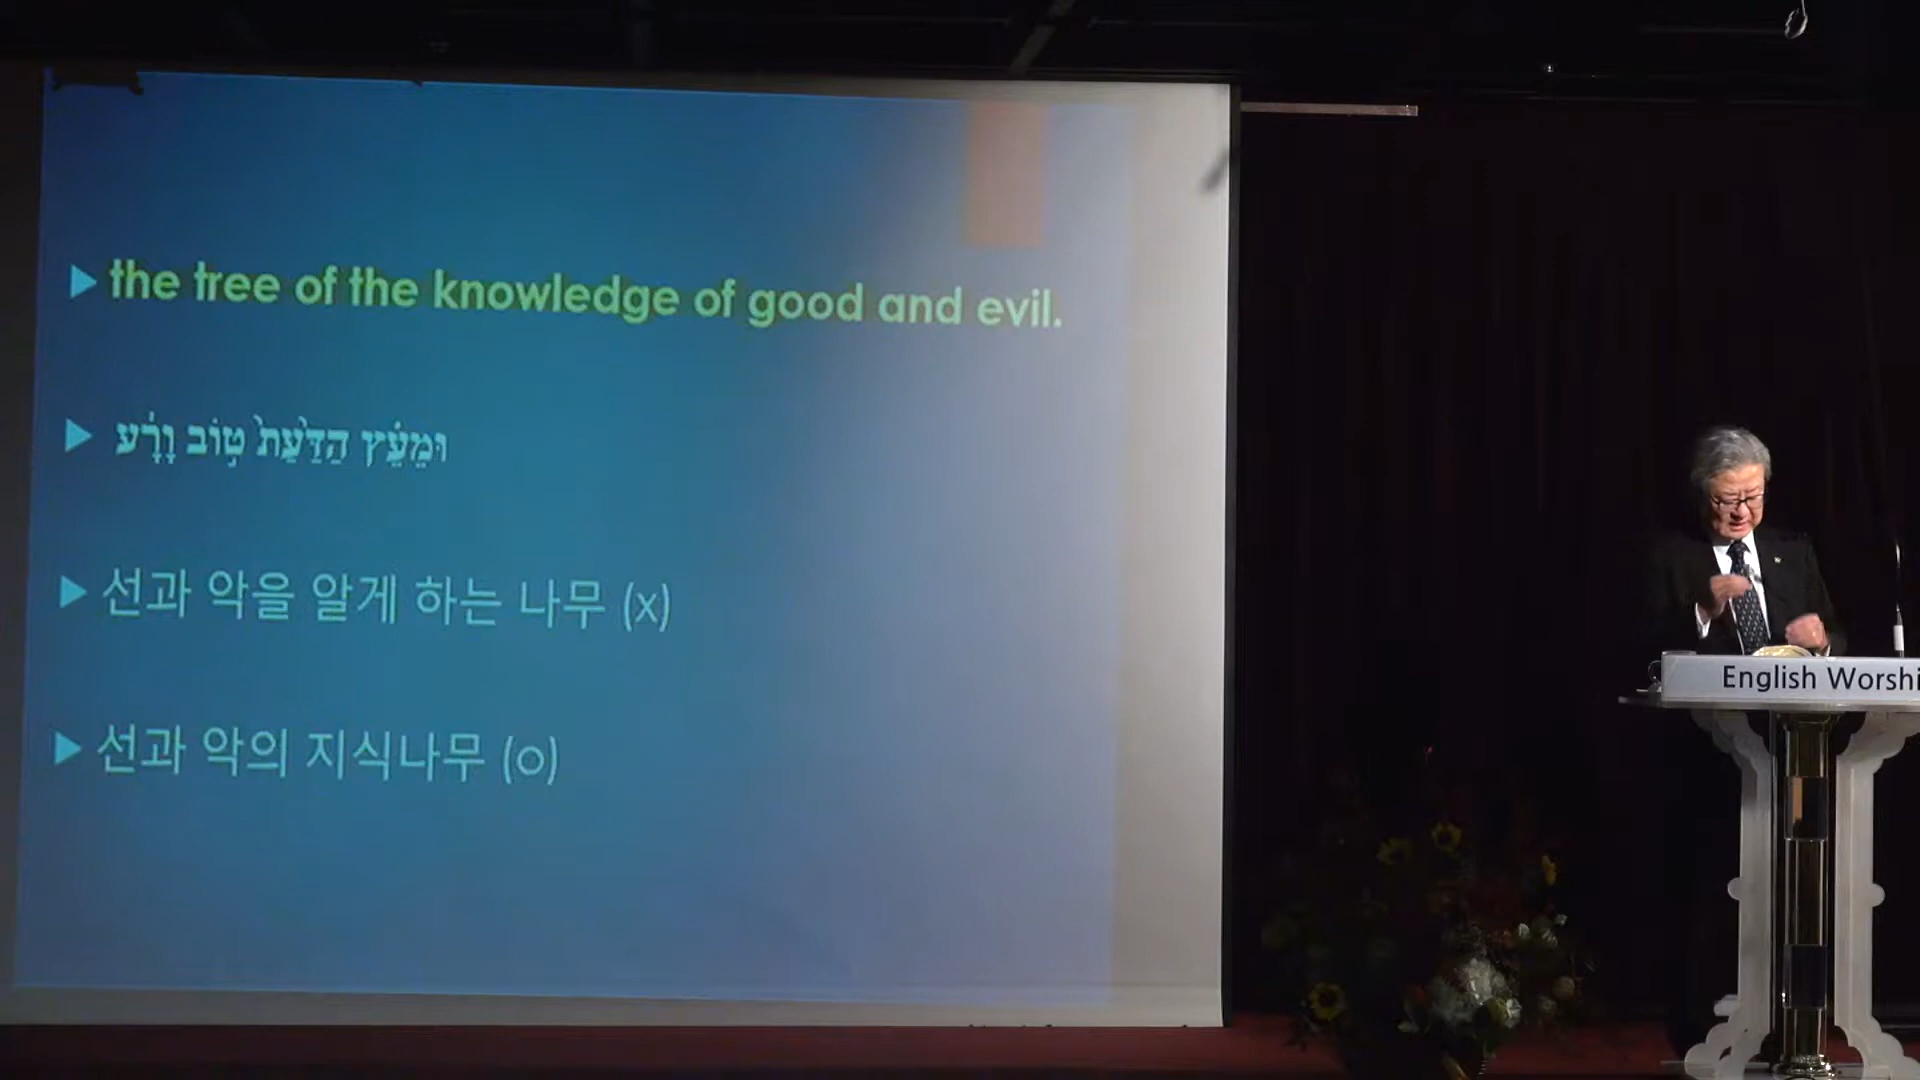 the tree of the knowledge of good and evil.
וּמֵעֵ֗ץ הַדַּ֙עַת֙ ט֣וֹב וָרָ֔ע
선과 악을 알게 하는 나무 (x)
선과 악의 지식나무 (o)
English Worshi